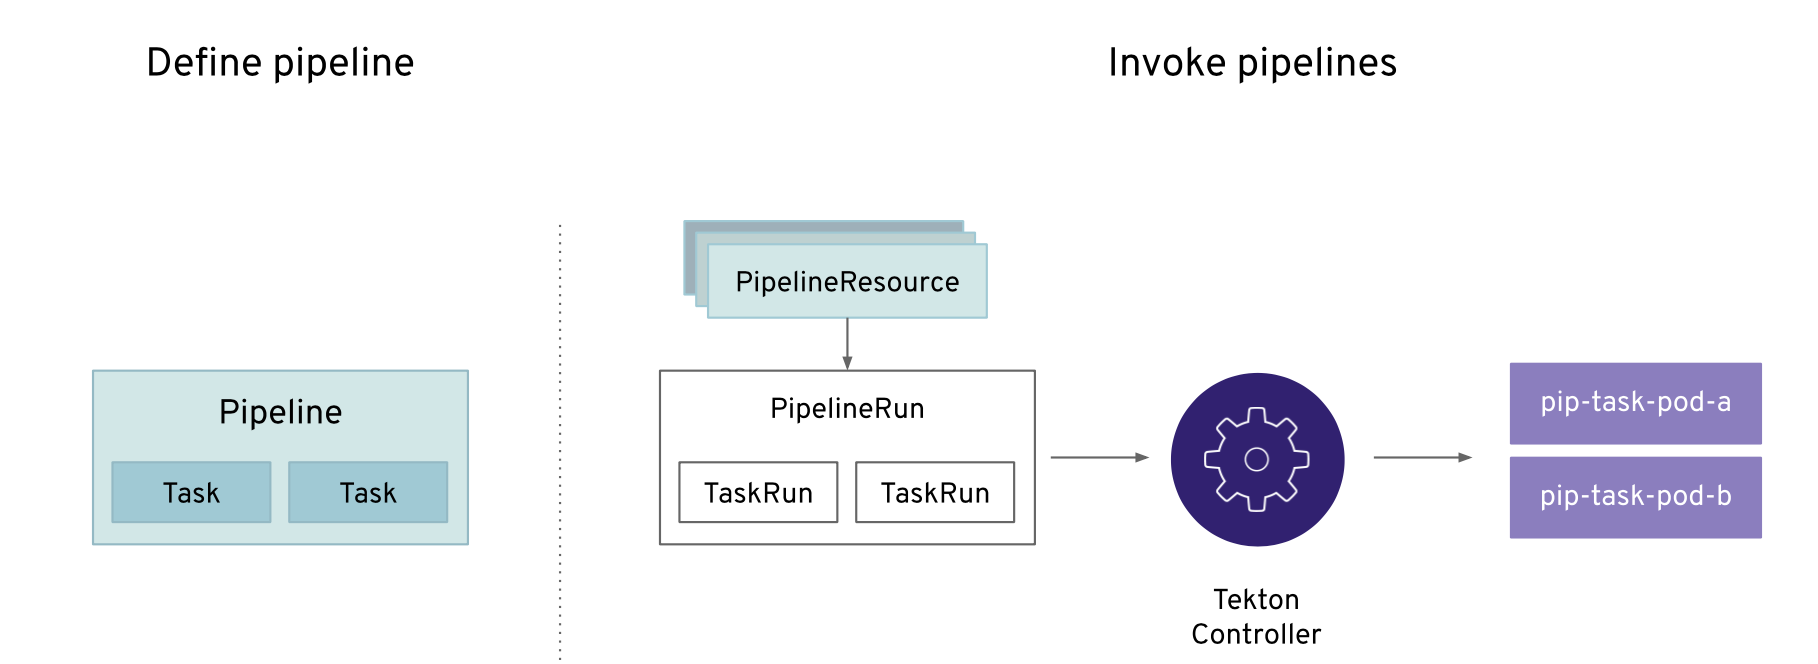 Define pipeline
Invoke pipelines
PipelineResource
Pipeline
Task
Task
PipelineRun
TaskRun
TaskRun
Tekton
Controller
pip-task-pod-a
pip-task-pod-b